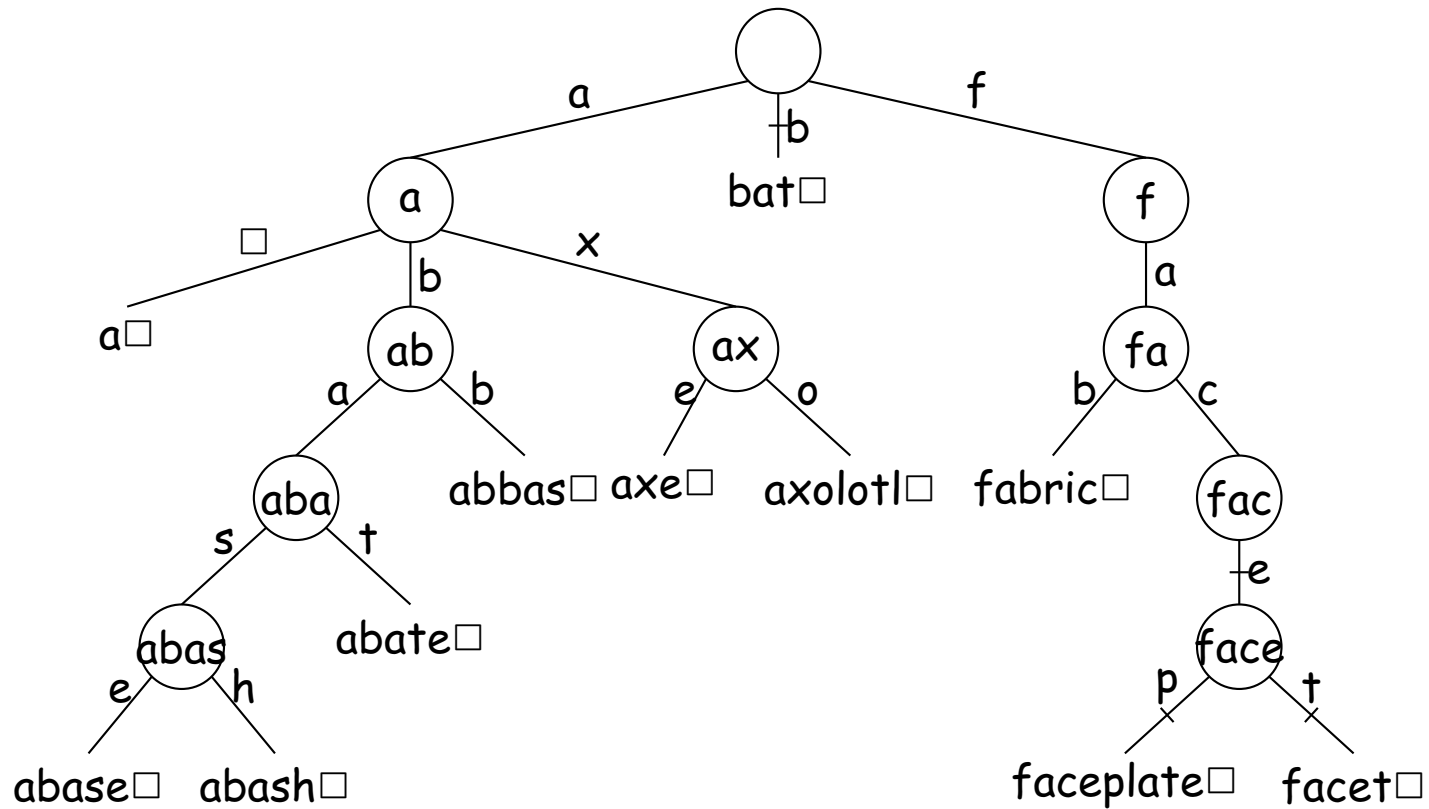 a f
b
a bat□ f
□ x
b a
a□
ab ax fa
a b e o b c
aba abbas□ axe□ axolotl□ fabric□ fac
s t
e
abas abate□ face
e h p t
abase□ abash□ faceplate□ facet□